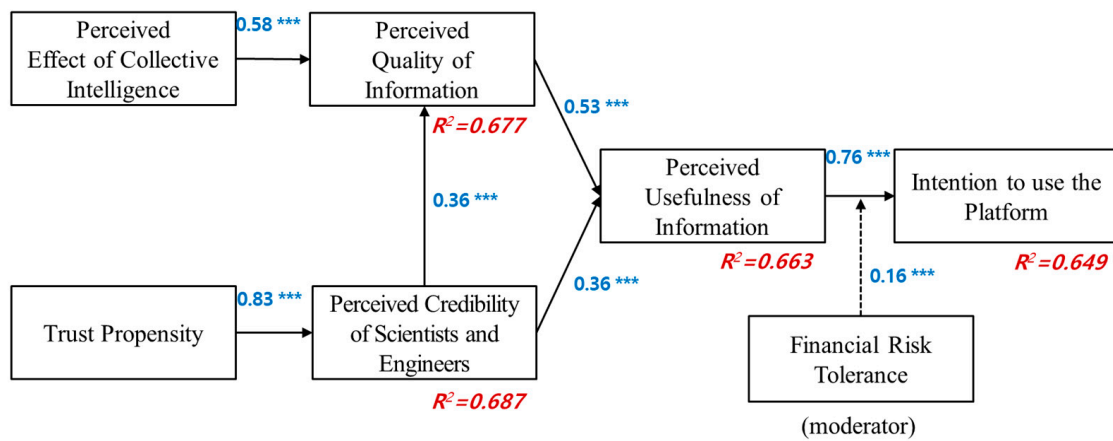 Perceived
Effect of Collective
Intelligence
0.58 ***
Perceived
Quality of
Information
R²=0.677
0.53 ***
0.36 ***
Perceived
Usefulness of
Information
R²=0.663
0.76 ***
Intention to use the
Platform
R²=0.649
Trust Propensity
0.83 ***
Perceived Credibility
of Scientists and
Engineers
R²=0.687
0.36 ***
0.16 ***
Financial Risk
Tolerance
(moderator)